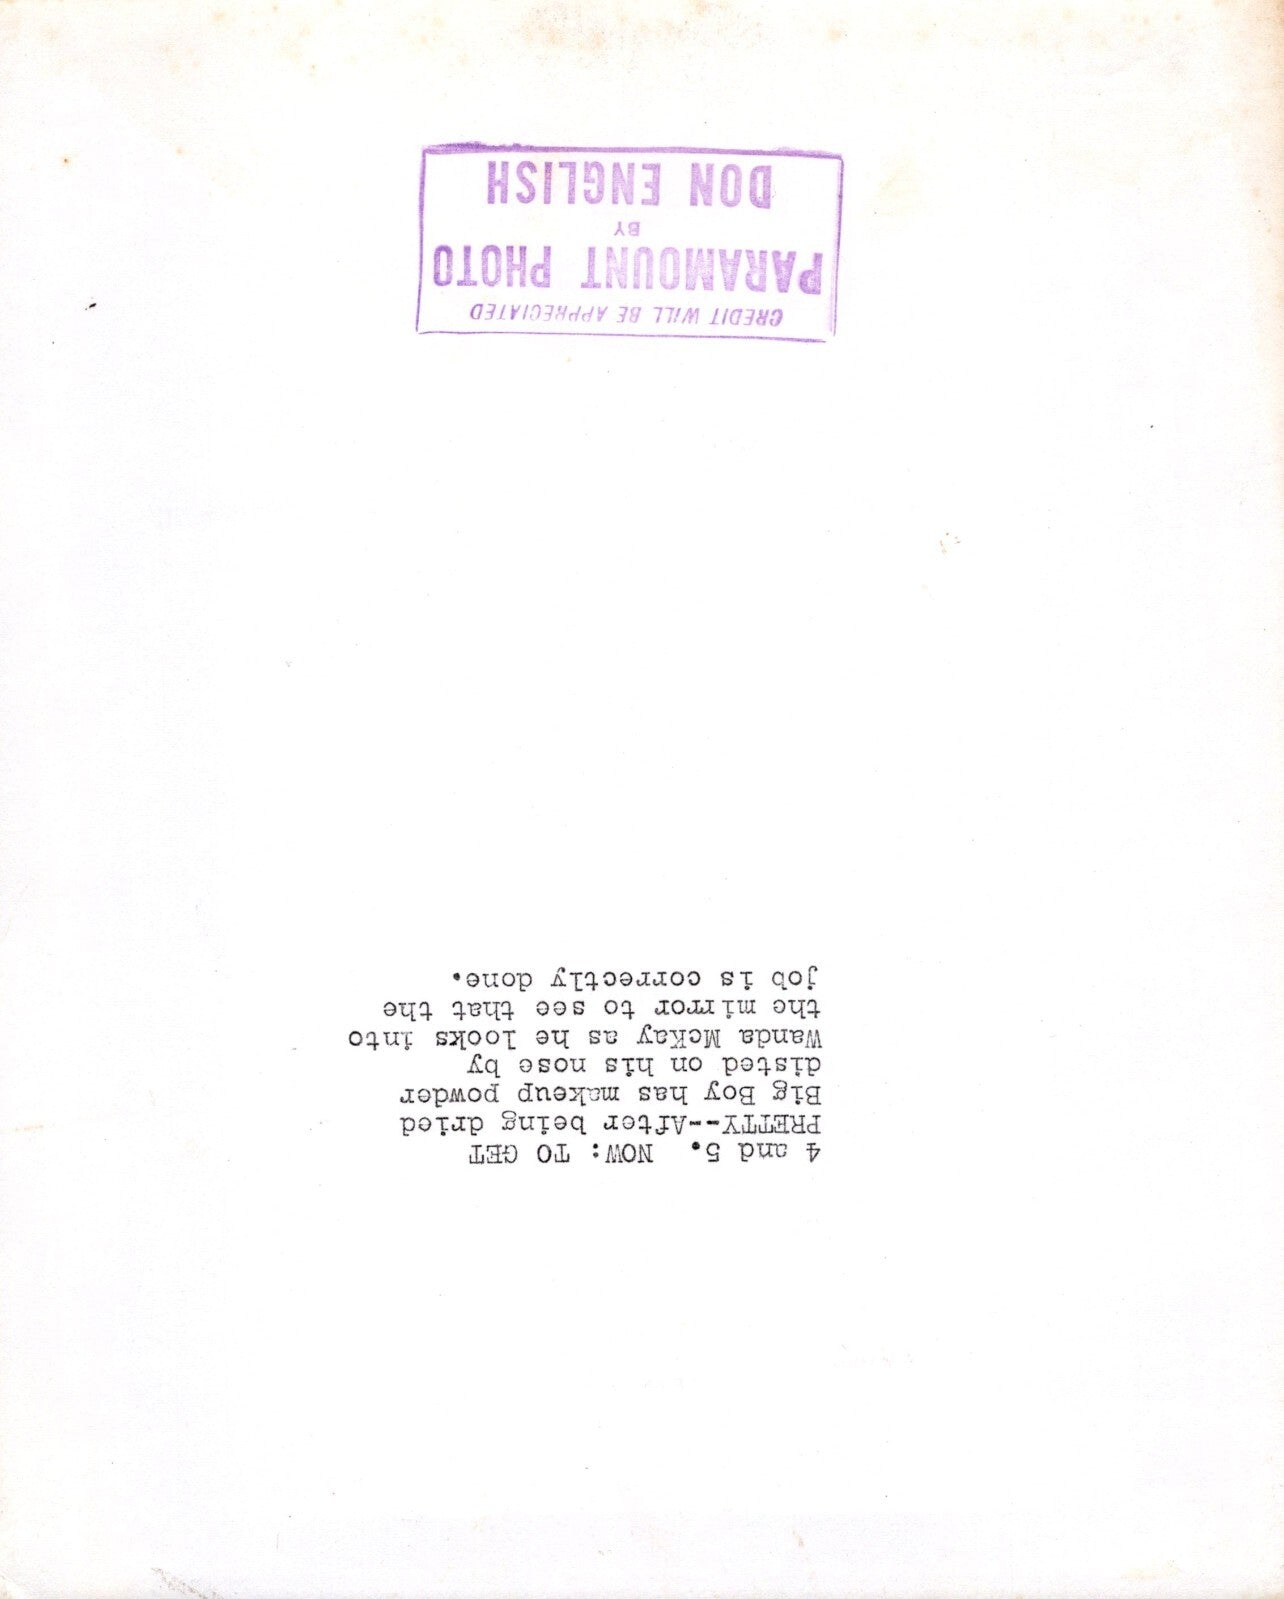 4 and 5.  NOW: TO GET
PRETTY--After being dried
Big Boy has makeup powder
disted on his nose by
Wanda McKay as he looks into
the mirror to see that the
job is correctly done.
CREDIT WILL BE APPRECIATED
PARAMOUNT PHOTO
BY
DON ENGLISH